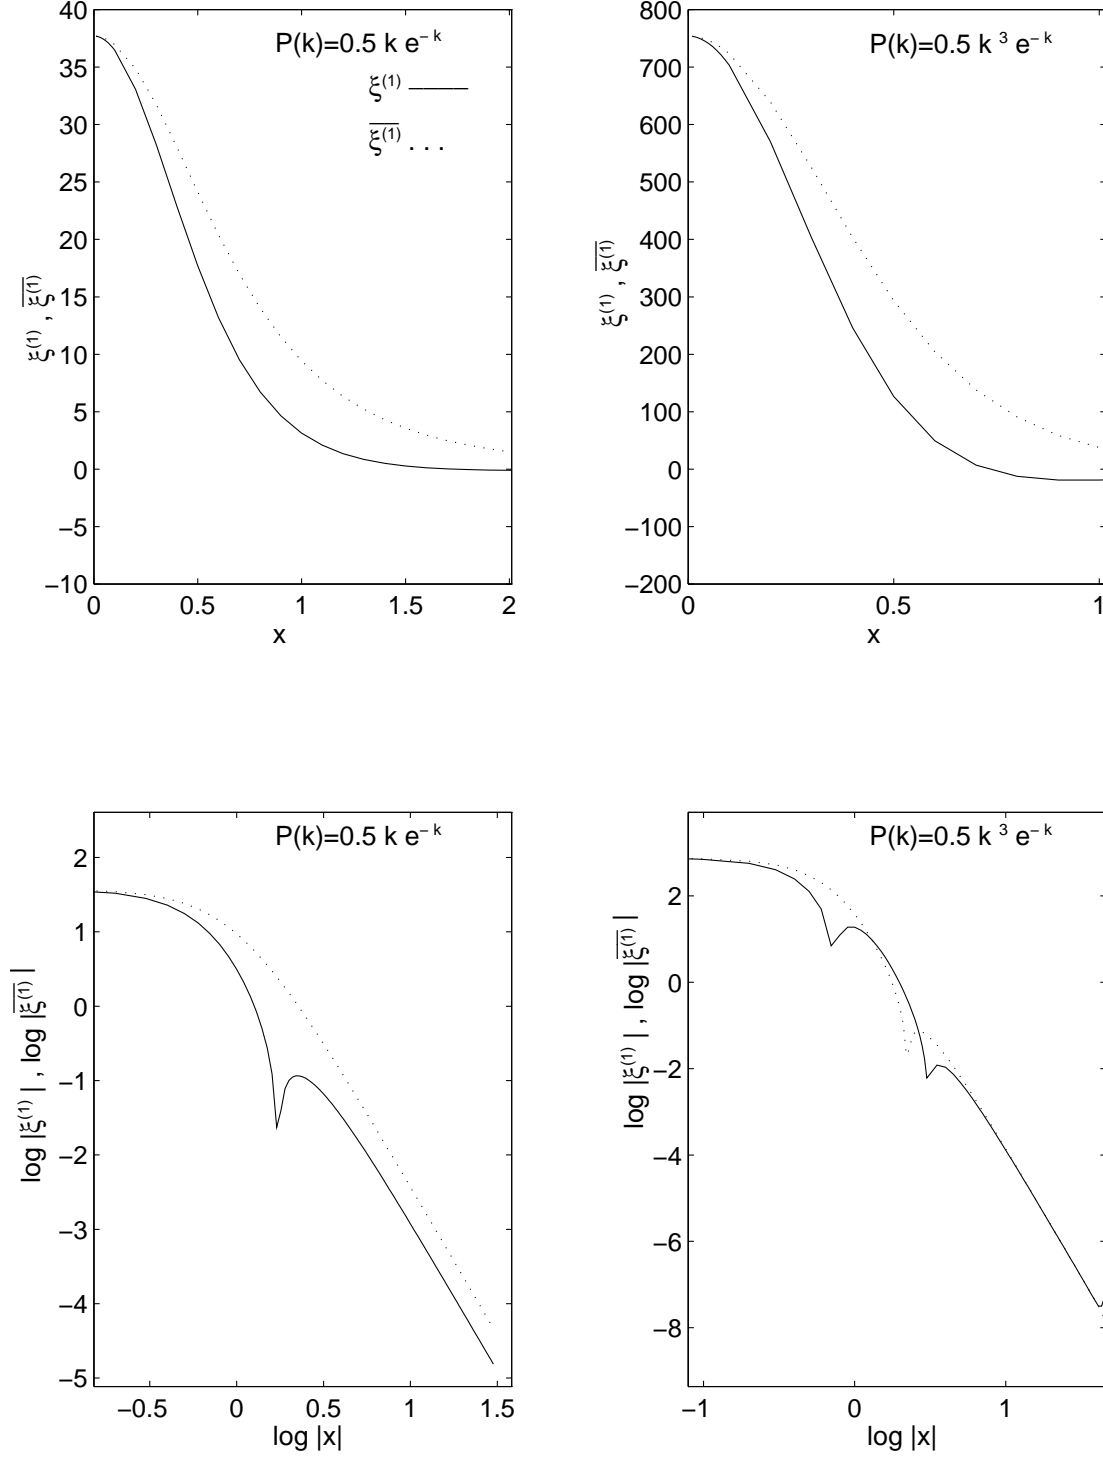 P(k)=0.5 k e⁻ ᵏ
ξ⁽¹⁾ ————
ξ⁽¹⁾ . . .
ξ⁽¹⁾ , ξ⁽¹⁾
40
35
30
25
20
15
10
5
0
−5
−10
0 0.5 1 1.5 2
x
P(k)=0.5 k ³ e⁻ ᵏ
ξ⁽¹⁾ , ξ⁽¹⁾
800
700
600
500
400
300
200
100
0
−100
−200
0 0.5 1
x
P(k)=0.5 k e⁻ ᵏ
log |ξ⁽¹⁾ | , log |ξ⁽¹⁾ |
2
1
0
−1
−2
−3
−4
−5
−0.5 0 0.5 1 1.5
log |x|
P(k)=0.5 k ³ e⁻ ᵏ
log |ξ⁽¹⁾ | , log |ξ⁽¹⁾ |
2
0
−2
−4
−6
−8
−1 0 1
log |x|